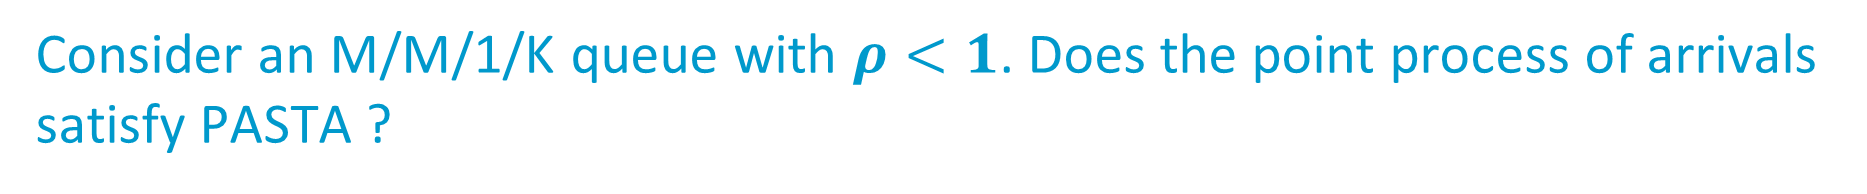 Consider an M/M/1/K queue with ρ < 1. Does the point process of arrivals
satisfy PASTA ?